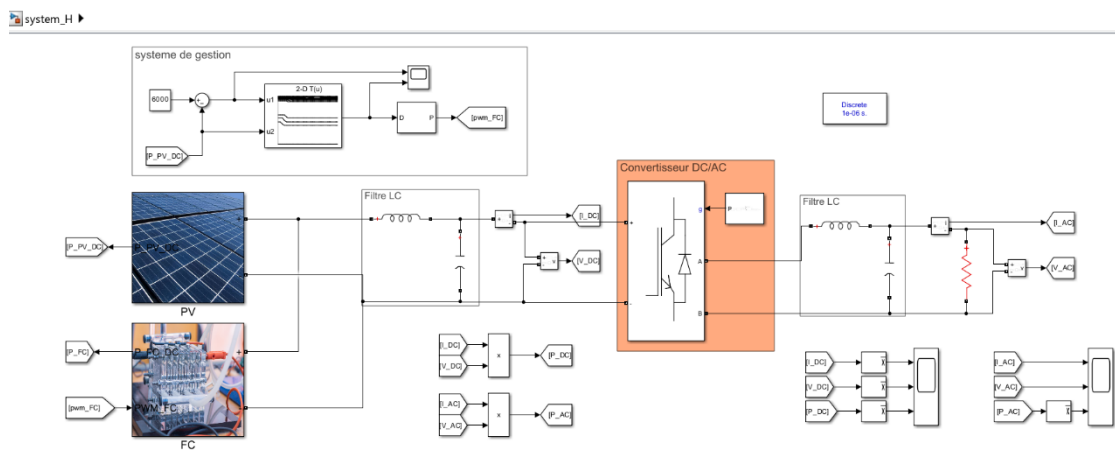 system_H
systeme de gestion
6000
2-D T(u)
u1
u2
D P
[pwm_FC]
[P_PV_DC]
Discrete
1e-06 s.
Convertisseur DC/AC
Filtre LC
Filtre LC
[I_DC]
[V_DC]
g
A
B
[I_AC]
[V_AC]
[P_PV_DC]
P_PV_DC
PV
[P_FC]
P_FC_DC
[pwm_FC]
PWM_FC
FC
[I_DC]
[V_DC]
[P_DC]
[I_AC]
[V_AC]
[P_AC]
[I_DC]
[V_DC]
[P_DC]
[I_AC]
[V_AC]
[P_AC]